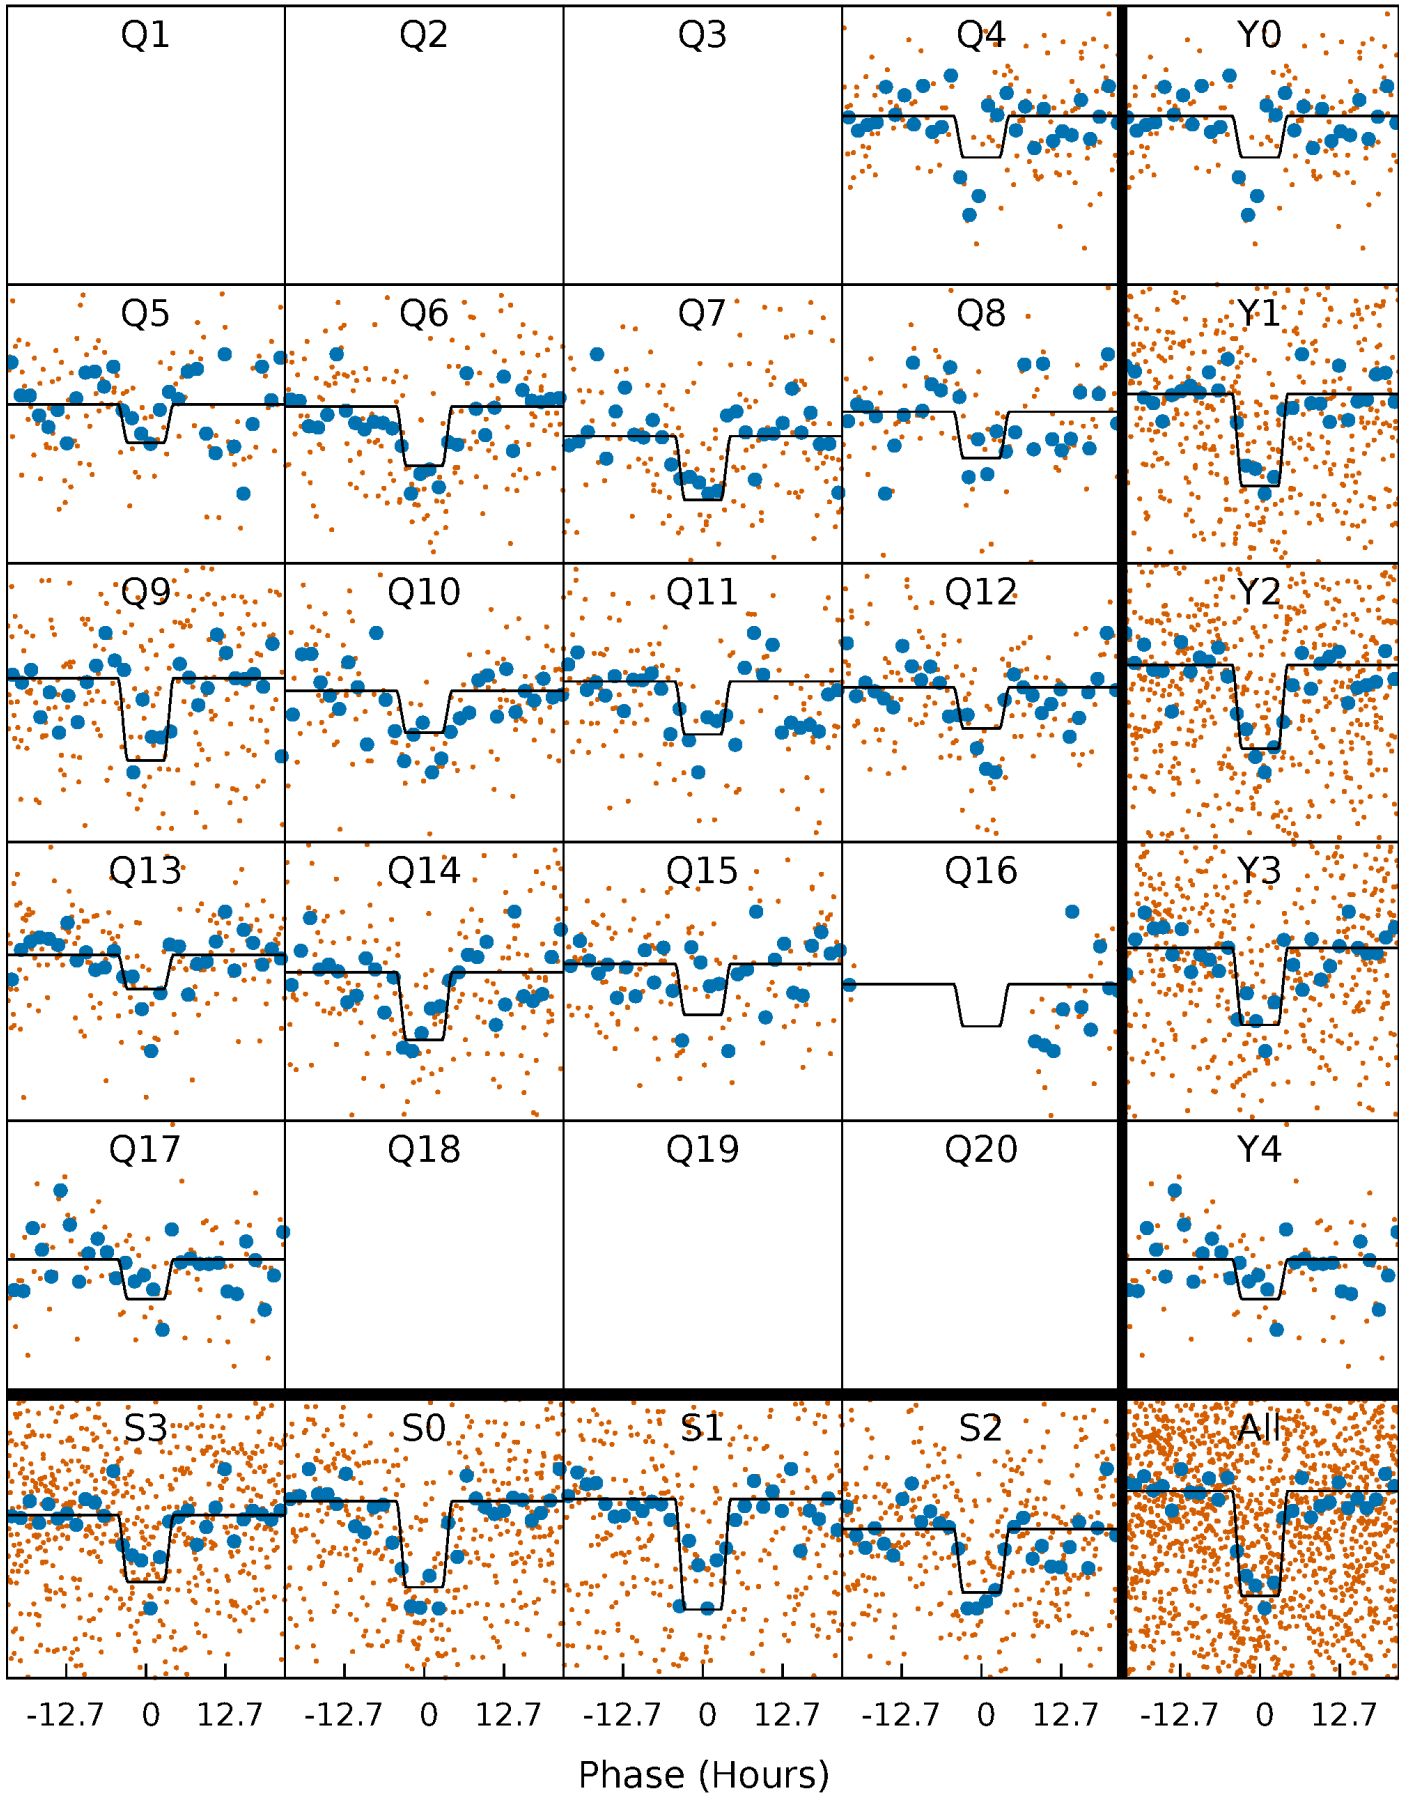 Q1 Q2 Q3 Q4 Y0
Q5 Q6 Q7 Q8 Y1
Q9 Q10 Q11 Q12 Y2
Q13 Q14 Q15 Q16 Y3
Q17 Q18 Q19 Q20 Y4
S3 S0 S1 S2 All
-12.7 0 12.7 -12.7 0 12.7 -12.7 0 12.7 -12.7 0 12.7 -12.7 0 12.7
Phase (Hours)